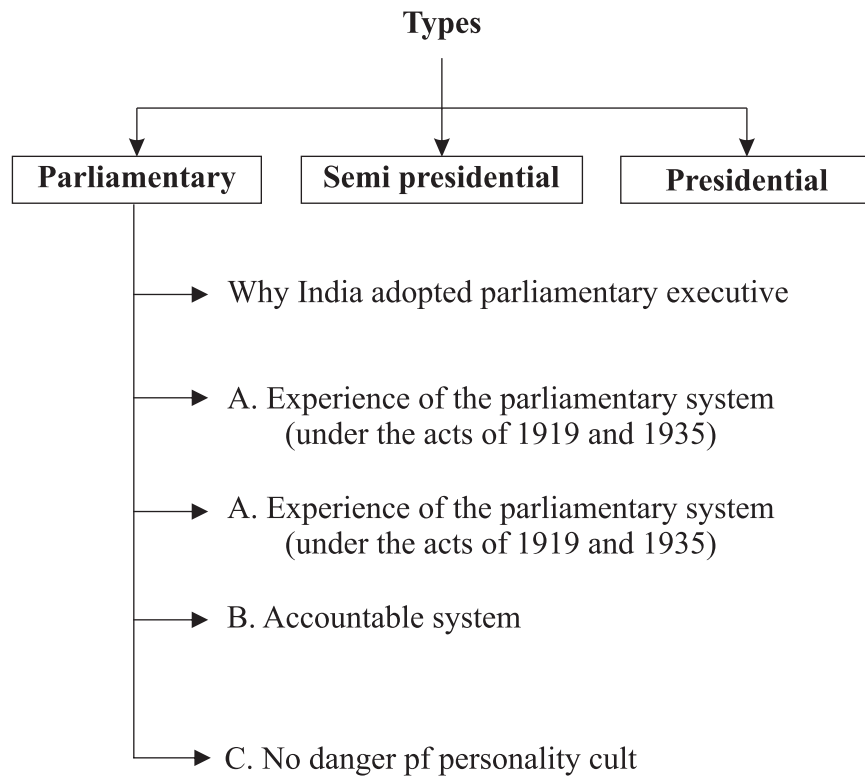 Types
Parliamentary
Semi presidential
Presidential
Why India adopted parliamentary executive
A. Experience of the parliamentary system
(under the acts of 1919 and 1935)
A. Experience of the parliamentary system
(under the acts of 1919 and 1935)
B. Accountable system
C. No danger pf personality cult